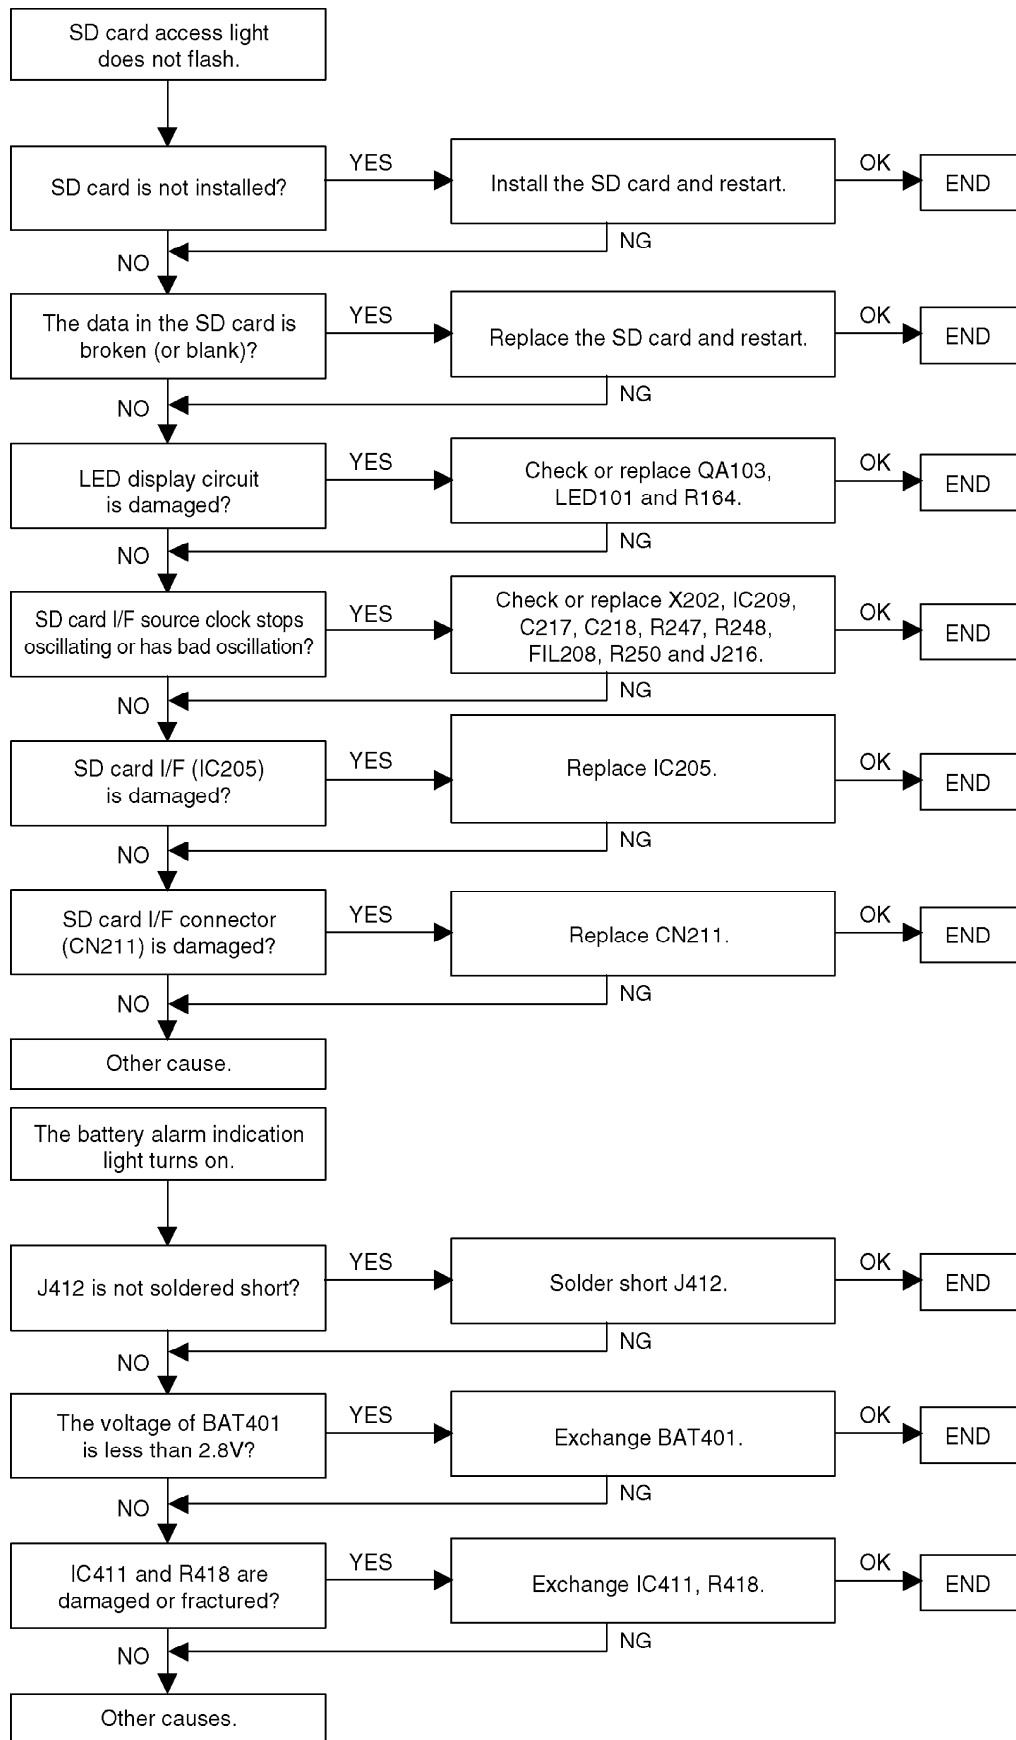 SD card access light
does not flash.
SD card is not installed?
YES
Install the SD card and restart.
OK
END
NG
NO
The data in the SD card is
broken (or blank)?
YES
Replace the SD card and restart.
OK
END
NG
NO
LED display circuit
is damaged?
YES
Check or replace QA103,
LED101 and R164.
OK
END
NG
NO
SD card I/F source clock stops
oscillating or has bad oscillation?
YES
Check or replace X202, IC209,
C217, C218, R247, R248,
FIL208, R250 and J216.
OK
END
NG
NO
SD card I/F (IC205)
is damaged?
YES
Replace IC205.
OK
END
NG
NO
SD card I/F connector
(CN211) is damaged?
YES
Replace CN211.
OK
END
NG
NO
Other cause.
The battery alarm indication
light turns on.
J412 is not soldered short?
YES
Solder short J412.
OK
END
NG
NO
The voltage of BAT401
is less than 2.8V?
YES
Exchange BAT401.
OK
END
NG
NO
IC411 and R418 are
damaged or fractured?
YES
Exchange IC411, R418.
OK
END
NG
NO
Other causes.